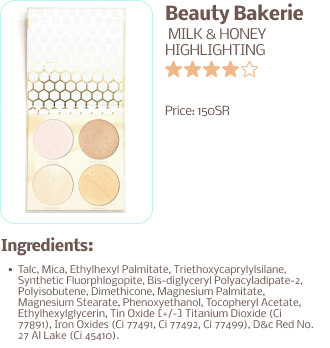 Beauty Bakerie
MILK & HONEY
HIGHLIGHTING
Price: 150SR
Ingredients:
• Talc, Mica, Ethylhexyl Palmitate, Triethoxycaprylylsilane,
Synthetic Fluorphlogopite, Bis-diglyceryl Polyacyladipate-2,
Polyisobutene, Dimethicone, Magnesium Palmitate,
Magnesium Stearate, Phenoxyethanol, Tocopheryl Acetate,
Ethylhexylglycerin, Tin Oxide [+/-] Titanium Dioxide (Ci
77891), Iron Oxides (Ci 77491, Ci 77492, Ci 77499), D&c Red No.
27 Al Lake (Ci 45410).